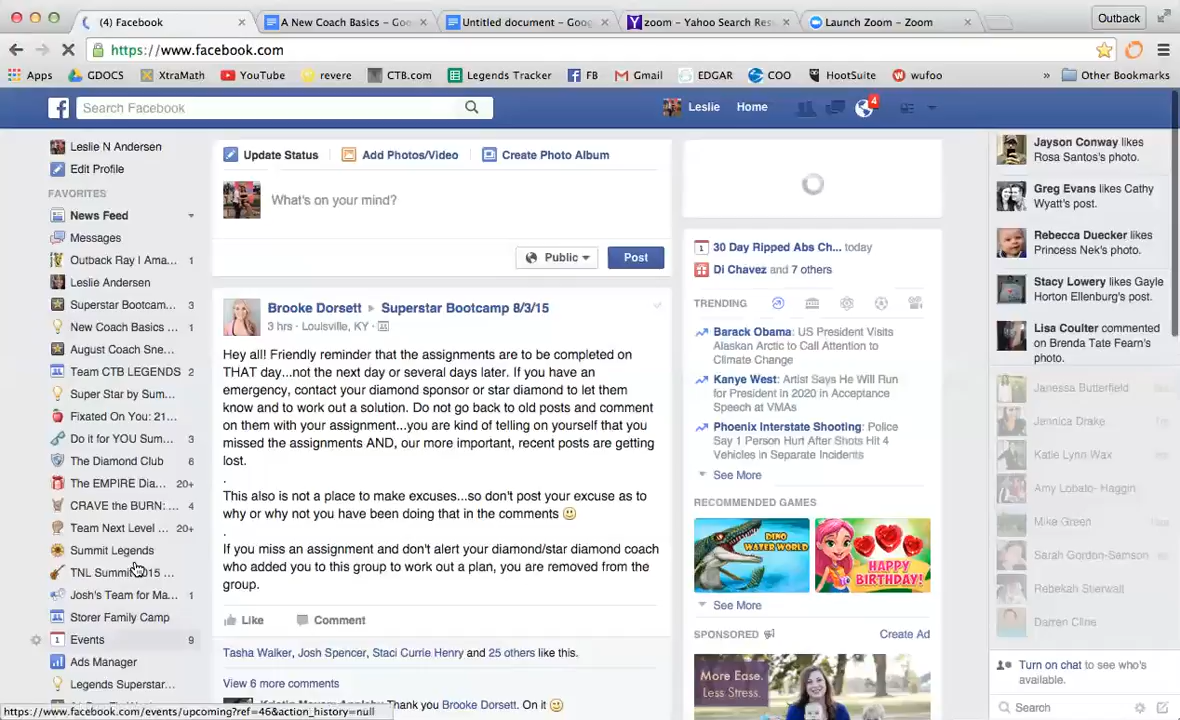 (4) Facebook
A New Coach Basics – Goo
Untitled document – Goog
zoom – Yahoo Search Res
Launch Zoom – Zoom
Outback
https://www.facebook.com
Apps
GDOCS
XtraMath
YouTube
revere
CTB.com
Legends Tracker
FB
Gmail
EDGAR
COO
HootSuite
wufoo
» Other Bookmarks
Search Facebook
Leslie
Home
4
Leslie N Andersen
Edit Profile
FAVORITES
News Feed
Messages
Outback Ray I Ama... 1
Leslie Andersen
Superstar Bootcam... 3
New Coach Basics ... 1
August Coach Sne...
Team CTB LEGENDS 2
Super Star by Sum...
Fixated On You: 21...
Do it for YOU Sum... 3
The Diamond Club 6
The EMPIRE Dia... 20+
CRAVE the BURN: ... 4
Team Next Level ... 20+
Summit Legends
TNL Summit 2015 ...
Josh's Team for Ma... 1
Storer Family Camp
1 Events 9
Ads Manager
Legends Superstar...
https://www.facebook.com/events/upcoming?ref=46&action_history=null
Update Status
Add Photos/Video
Create Photo Album
What's on your mind?
Public
Post
Brooke Dorsett ▸ Superstar Bootcamp 8/3/15
3 hrs · Louisville, KY ·
Hey all! Friendly reminder that the assignments are to be completed on
THAT day...not the next day or several days later. If you have an
emergency, contact your diamond sponsor or star diamond to let them
know and to work out a solution. Do not go back to old posts and comment
on them with your assignment...you are kind of telling on yourself that you
missed the assignments AND, our more important, recent posts are getting
lost.
.
This also is not a place to make excuses...so don't post your excuse as to
why or why not you have been doing that in the comments 🙂
.
If you miss an assignment and don't alert your diamond/star diamond coach
who added you to this group to work out a plan, you are removed from the
group.
Like
Comment
Tasha Walker, Josh Spencer, Staci Currie Henry and 25 others like this.
View 6 more comments
Thank you Brooke Dorsett. On it 🙂
1 30 Day Ripped Abs Ch... today
Di Chavez and 7 others
TRENDING
Barack Obama: US President Visits
Alaskan Arctic to Call Attention to
Climate Change
Kanye West: Artist Says He Will Run
for President in 2020 in Acceptance
Speech at VMAs
Phoenix Interstate Shooting: Police
Say 1 Person Hurt After Shots Hit 4
Vehicles in Separate Incidents
See More
RECOMMENDED GAMES
DINO
WATER WORLD
HAPPY
BIRTHDAY!
See More
SPONSORED
Create Ad
More Ease.
Less Stress.
Jayson Conway likes
Rosa Santos's photo.
Greg Evans likes Cathy
Wyatt's post.
Rebecca Duecker likes
Princess Nek's photo.
Stacy Lowery likes Gayle
Horton Ellenburg's post.
Lisa Coulter commented
on Brenda Tate Fearn's
photo.
Janessa Butterfield
Jennica Drake
Katie Lynn Wax
Amy Lobato- Haggin
Mike Green
Sarah Gordon-Samson
Rebekah Stierwall
Darren Cline
Turn on chat to see who's
available.
Search